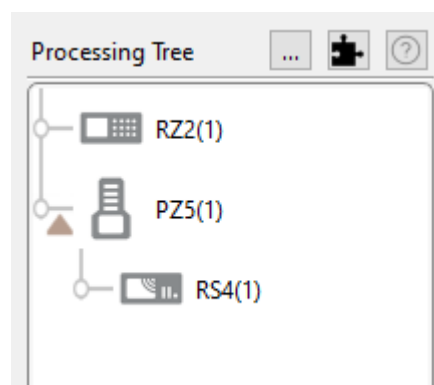 Processing Tree ... ?
RZ2(1)
PZ5(1)
RS4(1)